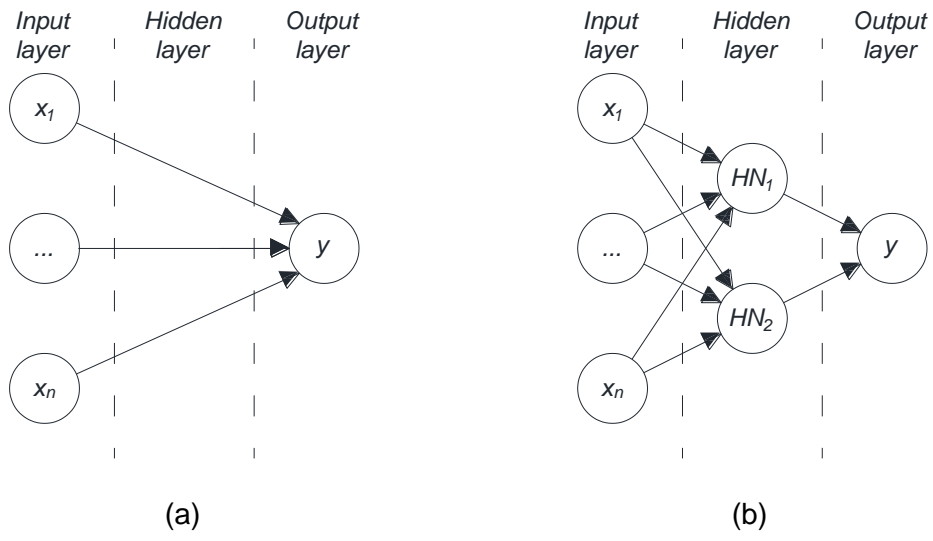 Input layer
Hidden layer
Output layer
x1
...
xn
y
(a)
Input layer
Hidden layer
Output layer
x1
...
xn
HN1
HN2
y
(b)